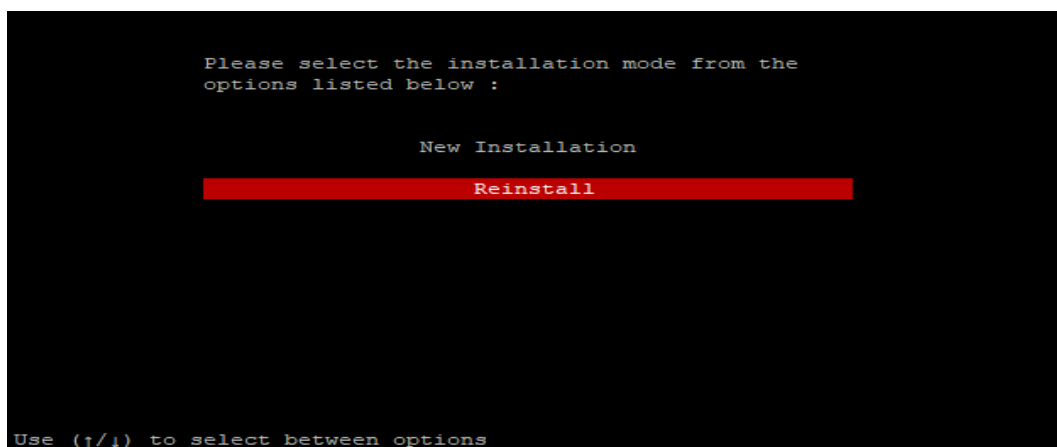 Please select the installation mode from the
options listed below :
New Installation
Reinstall
Use (↑/↓) to select between options